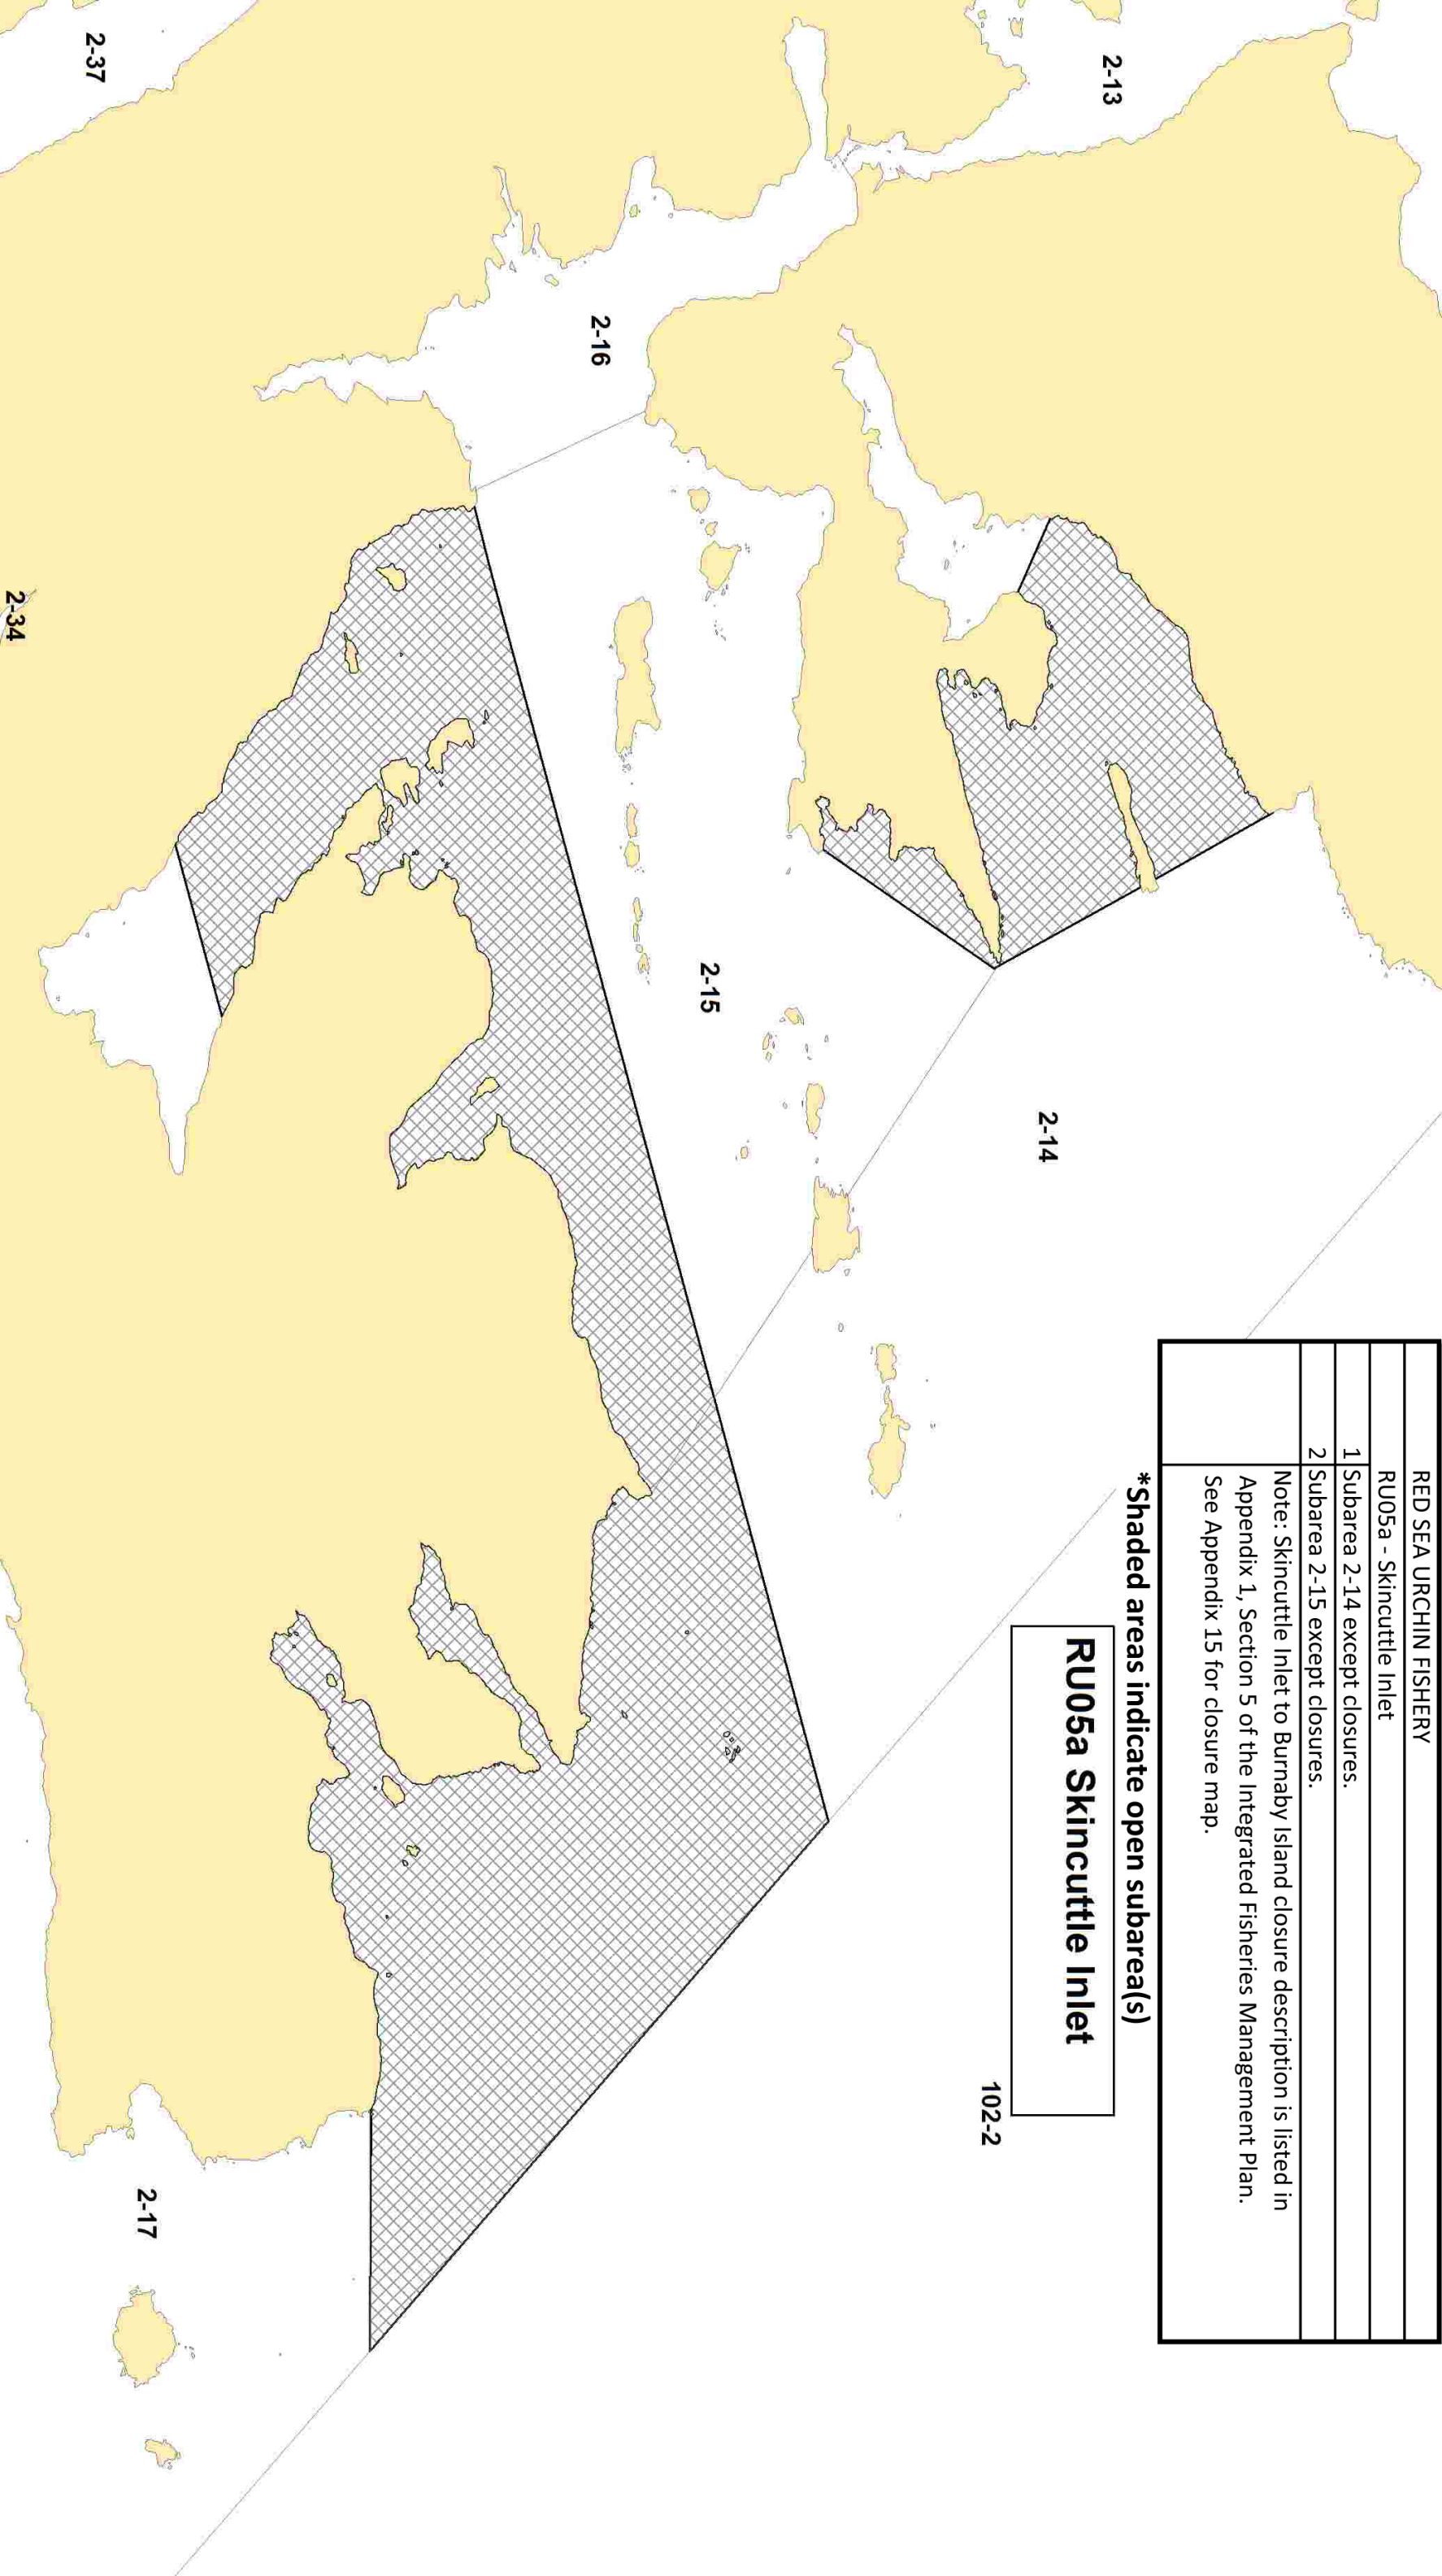 RED SEA URCHIN FISHERY
RU05a - Skincuttle Inlet
1 Subarea 2-14 except closures.
2 Subarea 2-15 except closures.
Note: Skincuttle Inlet to Burnaby Island closure description is listed in
Appendix 1, Section 5 of the Integrated Fisheries Management Plan.
See Appendix 15 for closure map.
*Shaded areas indicate open subarea(s)
RU05a Skincuttle Inlet
2-13
2-14
102-2
2-15
2-16
2-17
2-37
2-34